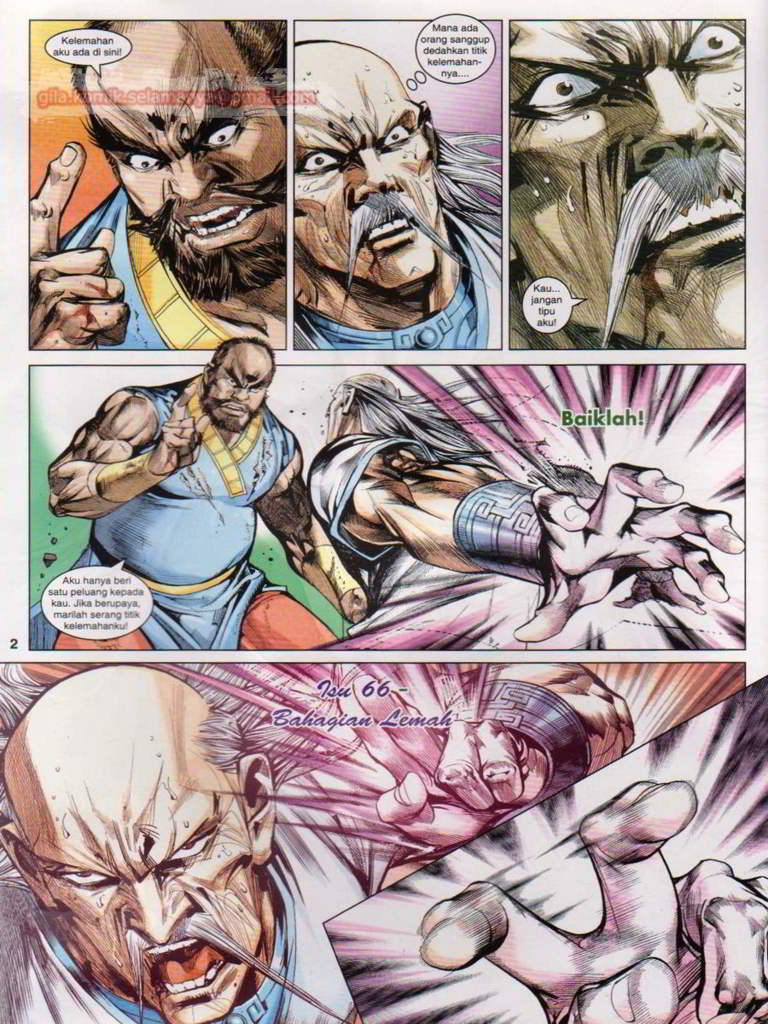 Kelemahan
aku ada di sini!
gila.komik.selamanya@gmail.com
Mana ada
orang sanggup
dedahkan titik
kelemahan-
nya....
Kau...
jangan
tipu
aku!
Baiklah!
Aku hanya beri
satu peluang kepada
kau. Jika berupaya,
marilah serang titik
kelemahanku!
2
Isu 66 -
Bahagian Lemah